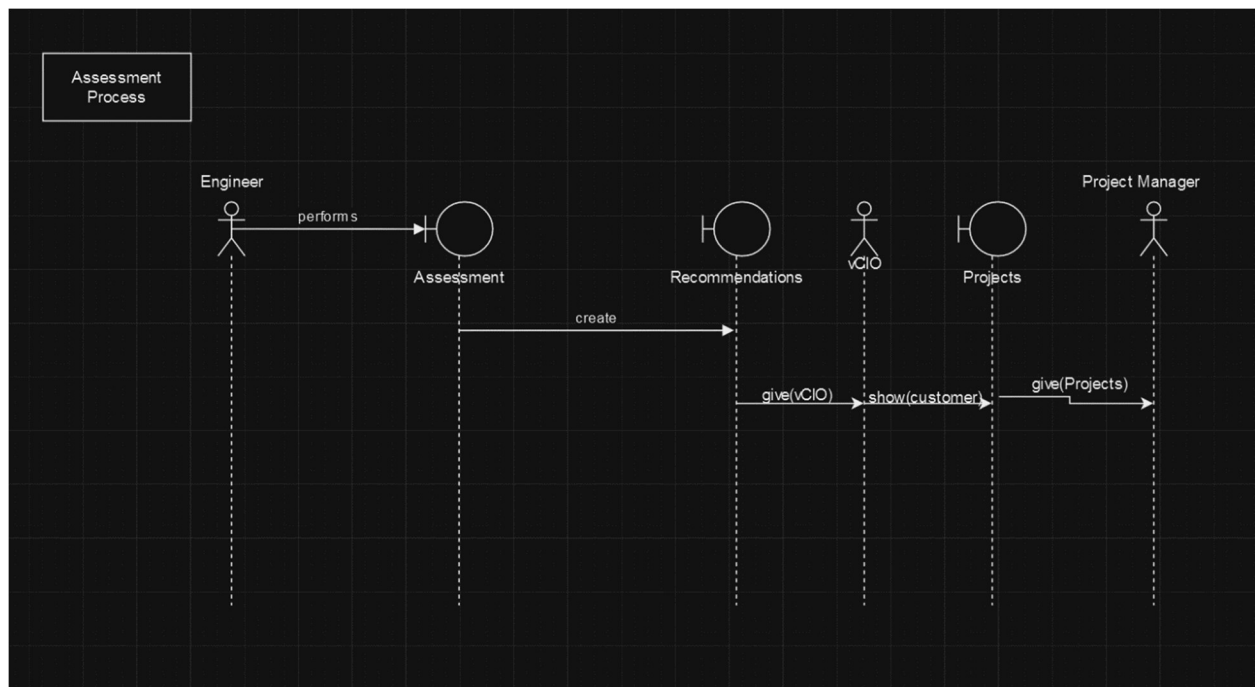 Assessment
Process
Engineer
Project Manager
performs
vCIO
Assessment
Recommendations
Projects
create
give(vCIO)
show(customer)
give(Projects)